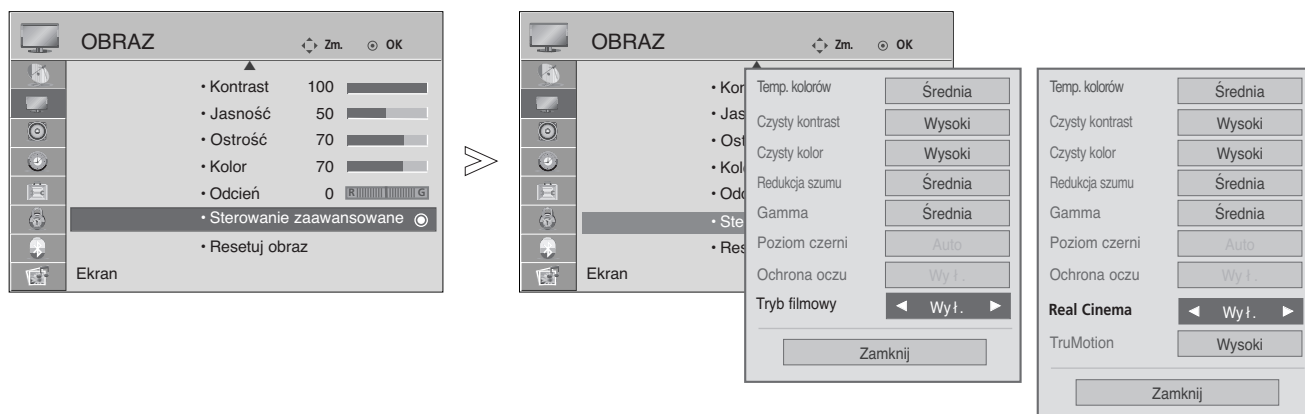 OBRAZ
Zm.
OK
• Kontrast 100
• Jasność 50
• Ostrość 70
• Kolor 70
• Odcień 0 R G
• Sterowanie zaawansowane
• Resetuj obraz
Ekran
OBRAZ
Zm.
OK
• Kor
• Jas
• Ost
• Kol
• Odc
• Ste
• Res
Ekran
Temp. kolorów Średnia
Czysty kontrast Wysoki
Czysty kolor Wysoki
Redukcja szumu Średnia
Gamma Średnia
Poziom czerni Auto
Ochrona oczu Wył.
Tryb filmowy ◄ Wył. ►
Zamknij
Temp. kolorów Średnia
Czysty kontrast Wysoki
Czysty kolor Wysoki
Redukcja szumu Średnia
Gamma Średnia
Poziom czerni Auto
Ochrona oczu Wył.
Real Cinema ◄ Wył. ►
TruMotion Wysoki
Zamknij